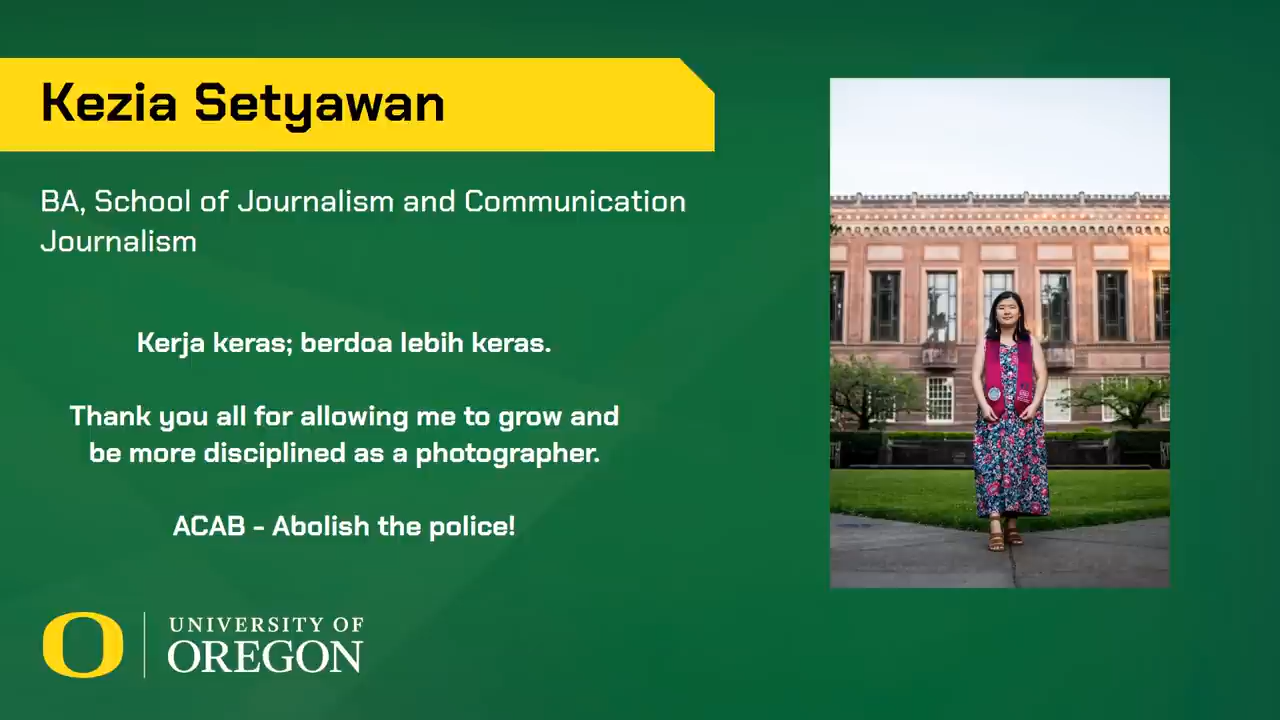 Kezia Setyawan
BA, School of Journalism and Communication
Journalism
Kerja keras; berdoa lebih keras.
Thank you all for allowing me to grow and
be more disciplined as a photographer.
ACAB - Abolish the police!
O
UNIVERSITY OF
OREGON